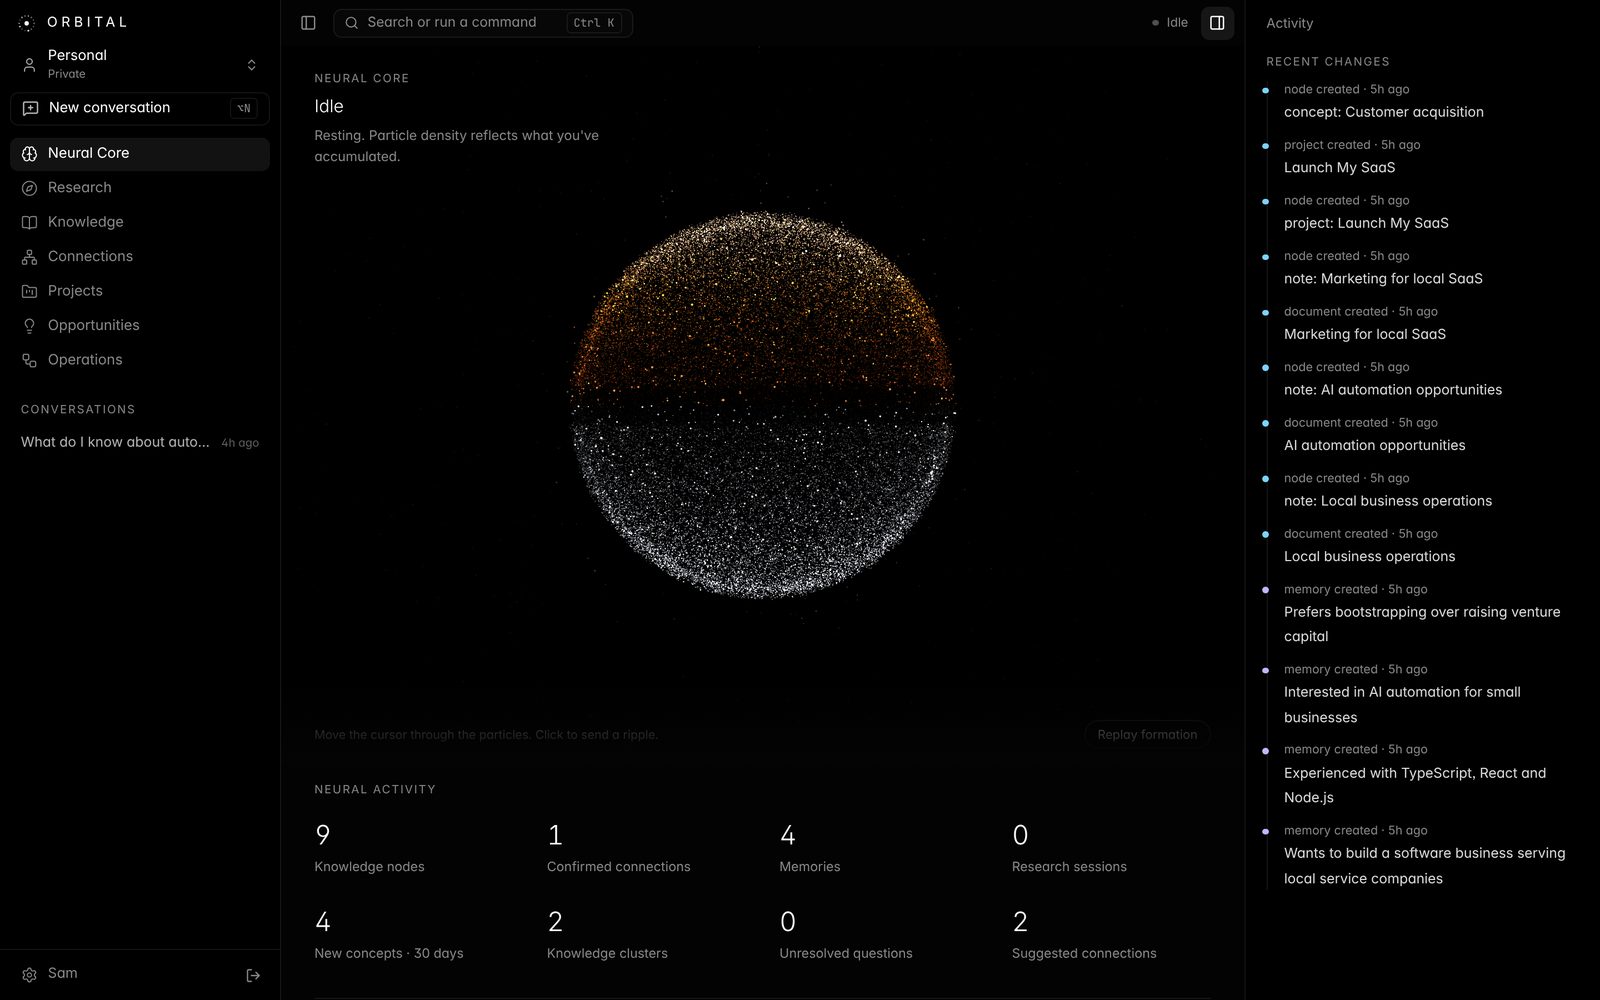 ORBITAL
Personal
Private
New conversation
⌥N
Neural Core
Research
Knowledge
Connections
Projects
Opportunities
Operations
CONVERSATIONS
What do I know about auto... 4h ago
Sam
Search or run a command Ctrl K
Idle
NEURAL CORE
Idle
Resting. Particle density reflects what you've
accumulated.
Move the cursor through the particles. Click to send a ripple.
Replay formation
NEURAL ACTIVITY
9
Knowledge nodes
1
Confirmed connections
4
Memories
0
Research sessions
4
New concepts · 30 days
2
Knowledge clusters
0
Unresolved questions
2
Suggested connections
Activity
RECENT CHANGES
node created · 5h ago
concept: Customer acquisition
project created · 5h ago
Launch My SaaS
node created · 5h ago
project: Launch My SaaS
node created · 5h ago
note: Marketing for local SaaS
document created · 5h ago
Marketing for local SaaS
node created · 5h ago
note: AI automation opportunities
document created · 5h ago
AI automation opportunities
node created · 5h ago
note: Local business operations
document created · 5h ago
Local business operations
memory created · 5h ago
Prefers bootstrapping over raising venture
capital
memory created · 5h ago
Interested in AI automation for small
businesses
memory created · 5h ago
Experienced with TypeScript, React and
Node.js
memory created · 5h ago
Wants to build a software business serving
local service companies